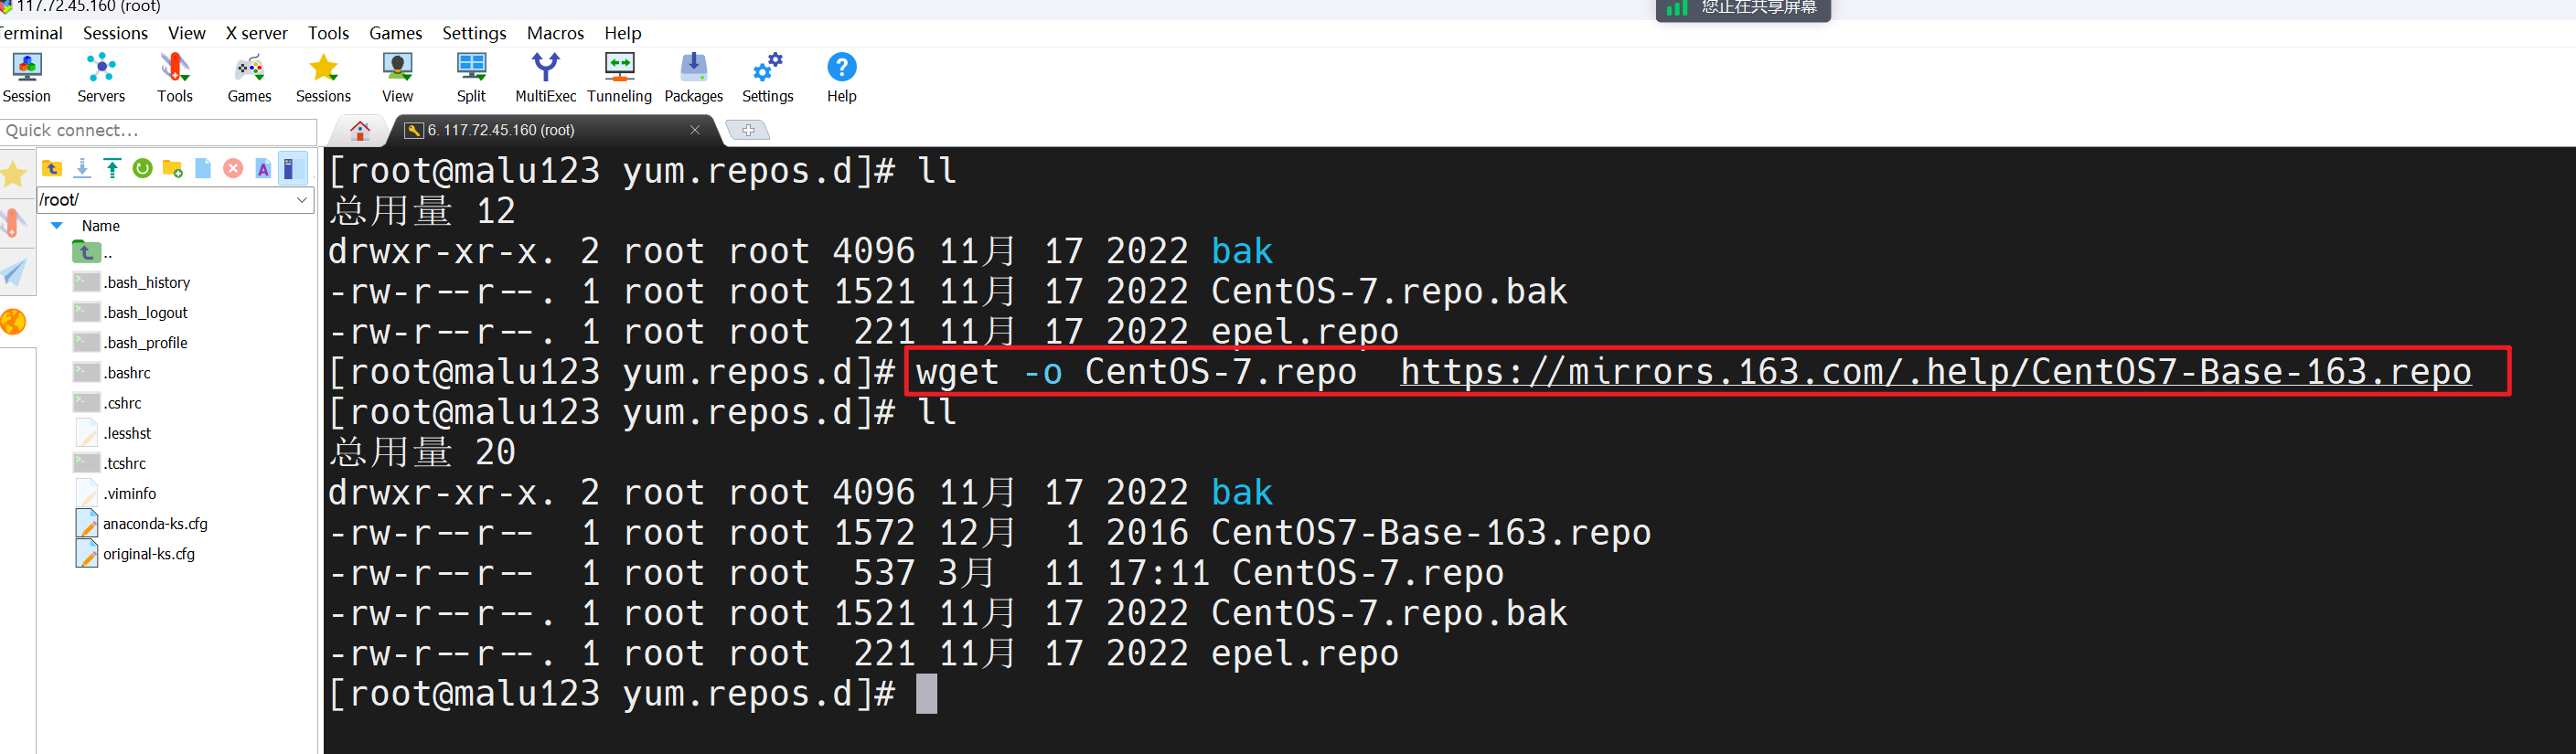 117.72.45.160 (root)
您正在共享屏幕
Terminal Sessions View X server Tools Games Settings Macros Help
Session Servers Tools Games Sessions View Split MultiExec Tunneling Packages Settings Help
Quick connect...
6. 117.72.45.160 (root)
/root/
Name
..
.bash_history
.bash_logout
.bash_profile
.bashrc
.cshrc
.lesshst
.tcshrc
.viminfo
anaconda-ks.cfg
original-ks.cfg
[root@malu123 yum.repos.d]# ll
总用量 12
drwxr-xr-x. 2 root root 4096 11月 17 2022 bak
-rw-r--r--. 1 root root 1521 11月 17 2022 CentOS-7.repo.bak
-rw-r--r--. 1 root root 221 11月 17 2022 epel.repo
[root@malu123 yum.repos.d]# wget -o CentOS-7.repo https://mirrors.163.com/.help/CentOS7-Base-163.repo
[root@malu123 yum.repos.d]# ll
总用量 20
drwxr-xr-x. 2 root root 4096 11月 17 2022 bak
-rw-r--r-- 1 root root 1572 12月 1 2016 CentOS7-Base-163.repo
-rw-r--r-- 1 root root 537 3月 11 17:11 CentOS-7.repo
-rw-r--r--. 1 root root 1521 11月 17 2022 CentOS-7.repo.bak
-rw-r--r--. 1 root root 221 11月 17 2022 epel.repo
[root@malu123 yum.repos.d]#